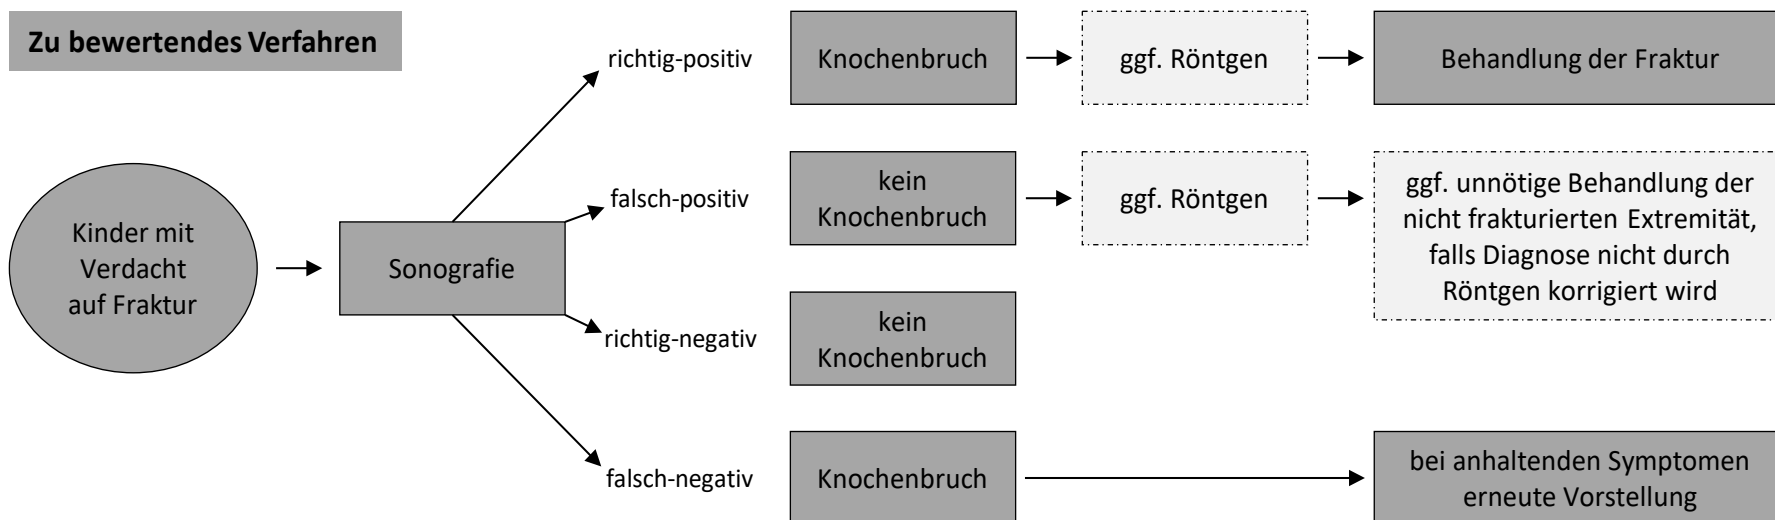 Zu bewertendes Verfahren
Kinder mit
Verdacht
auf Fraktur
Sonografie
richtig-positiv
Knochenbruch
ggf. Röntgen
Behandlung der Fraktur
falsch-positiv
kein
Knochenbruch
ggf. Röntgen
ggf. unnötige Behandlung der
nicht frakturierten Extremität,
falls Diagnose nicht durch
Röntgen korrigiert wird
richtig-negativ
kein
Knochenbruch
falsch-negativ
Knochenbruch
bei anhaltenden Symptomen
erneute Vorstellung